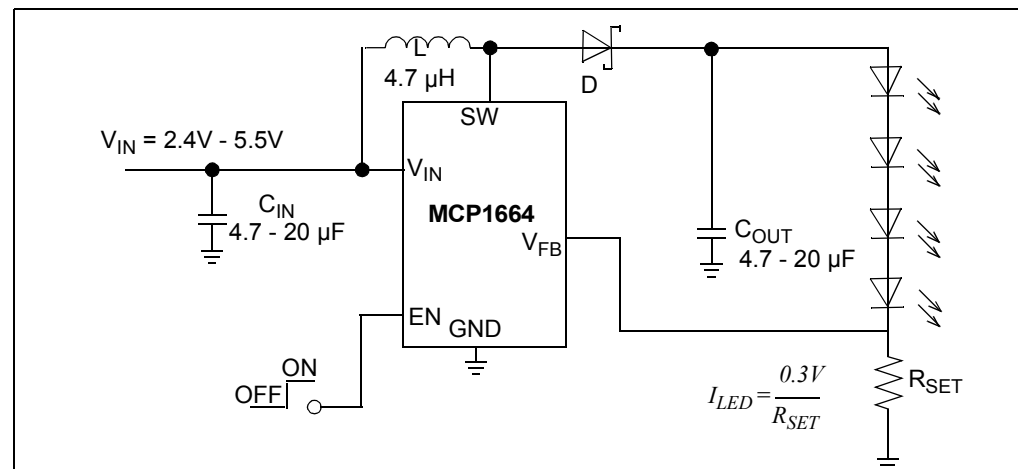 L
4.7 µH
D
SW
V_IN = 2.4V - 5.5V
V_IN
C_IN
4.7 - 20 µF
MCP1664
V_FB
C_OUT
4.7 - 20 µF
EN
GND
ON
OFF
I_LED = 0.3V / R_SET
R_SET